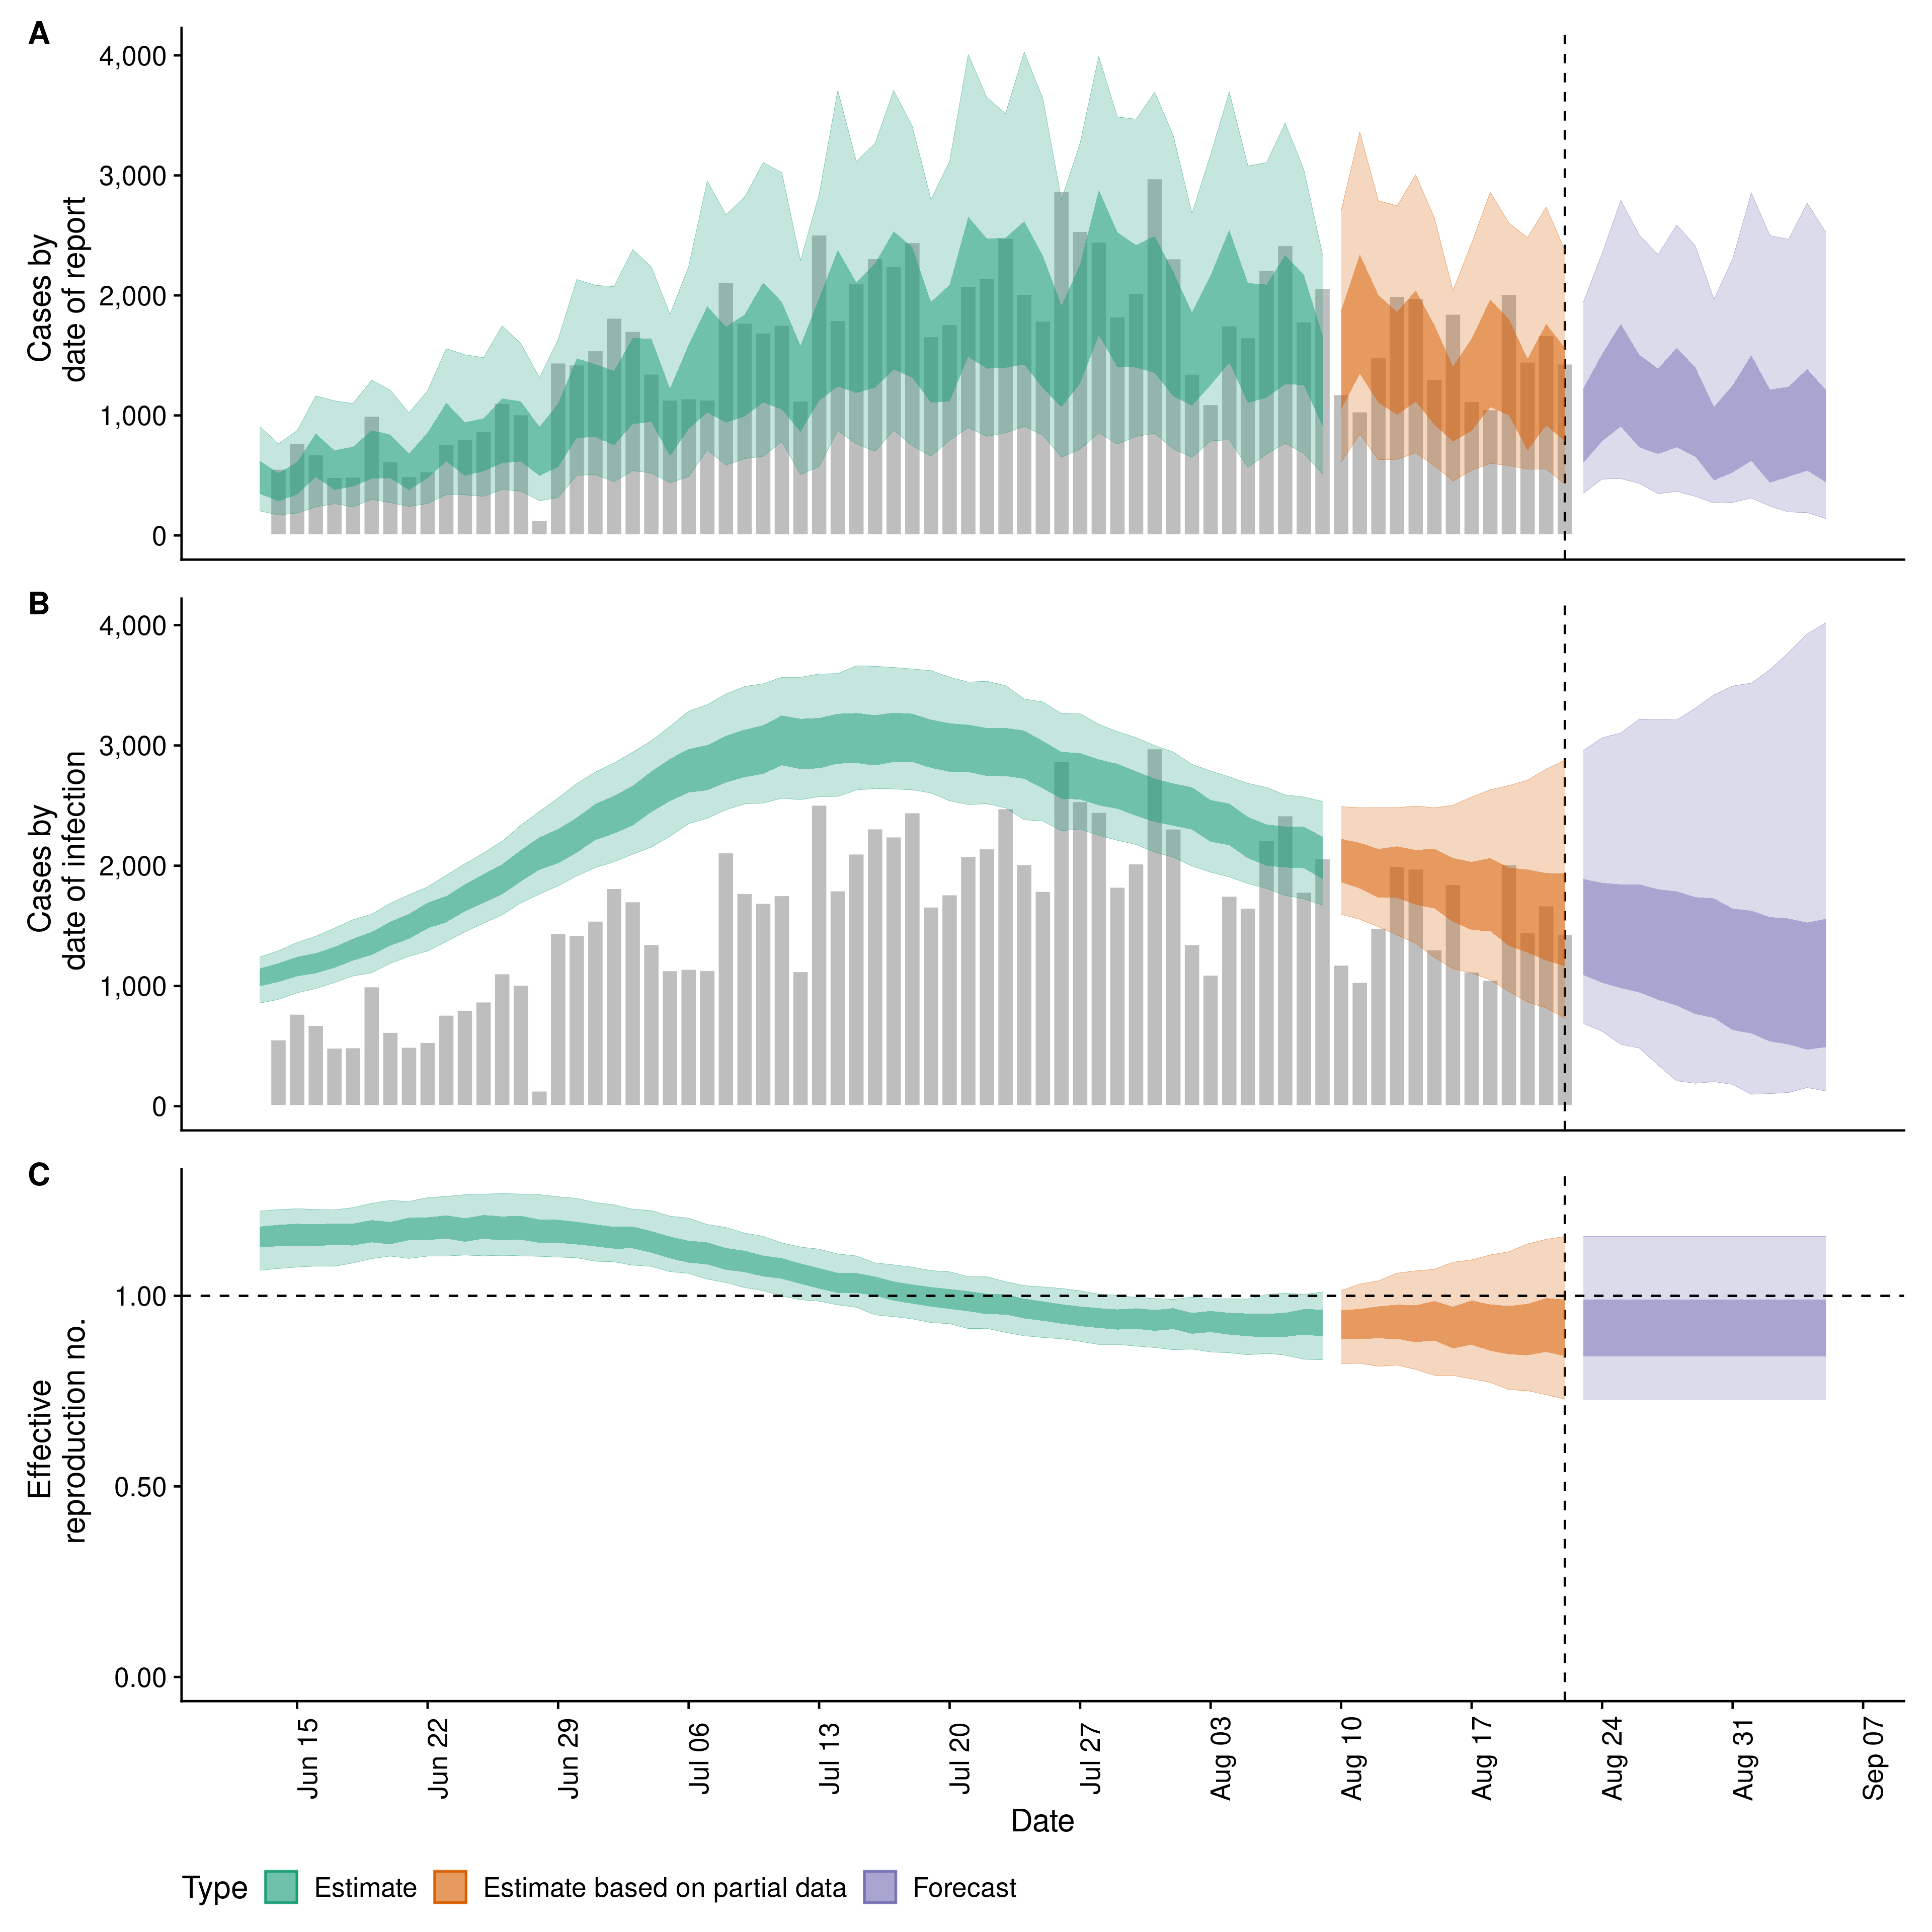 A
4,000
3,000
2,000
1,000
0
Cases by
date of report
B
4,000
3,000
2,000
1,000
0
Cases by
date of infection
C
1.00
0.50
0.00
Effective
reproduction no.
Jun 15
Jun 22
Jun 29
Jul 06
Jul 13
Jul 20
Jul 27
Aug 03
Aug 10
Aug 17
Aug 24
Aug 31
Sep 07
Date
Type Estimate Estimate based on partial data Forecast